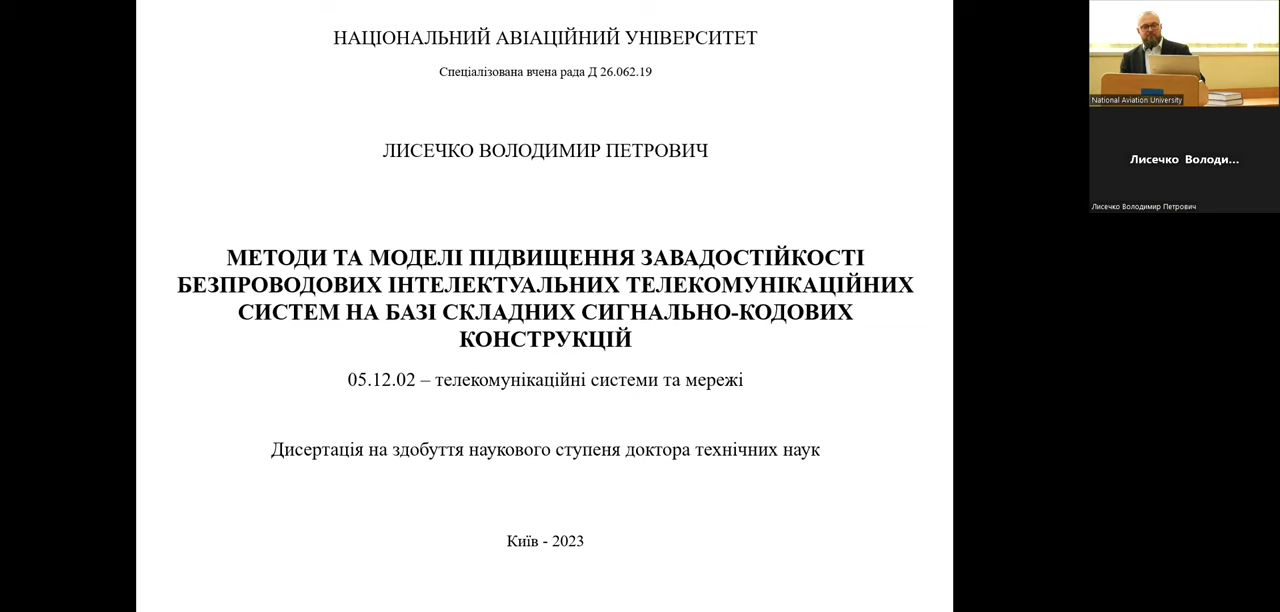 НАЦІОНАЛЬНИЙ АВІАЦІЙНИЙ УНІВЕРСИТЕТ
Спеціалізована вчена рада Д 26.062.19
ЛИСЕЧКО ВОЛОДИМИР ПЕТРОВИЧ
МЕТОДИ ТА МОДЕЛІ ПІДВИЩЕННЯ ЗАВАДОСТІЙКОСТІ
БЕЗПРОВОДОВИХ ІНТЕЛЕКТУАЛЬНИХ ТЕЛЕКОМУНІКАЦІЙНИХ
СИСТЕМ НА БАЗІ СКЛАДНИХ СИГНАЛЬНО-КОДОВИХ
КОНСТРУКЦІЙ
05.12.02 – телекомунікаційні системи та мережі
Дисертація на здобуття наукового ступеня доктора технічних наук
Київ - 2023
National Aviation University
Лисечко Володи...
Лисечко Володимир Петрович